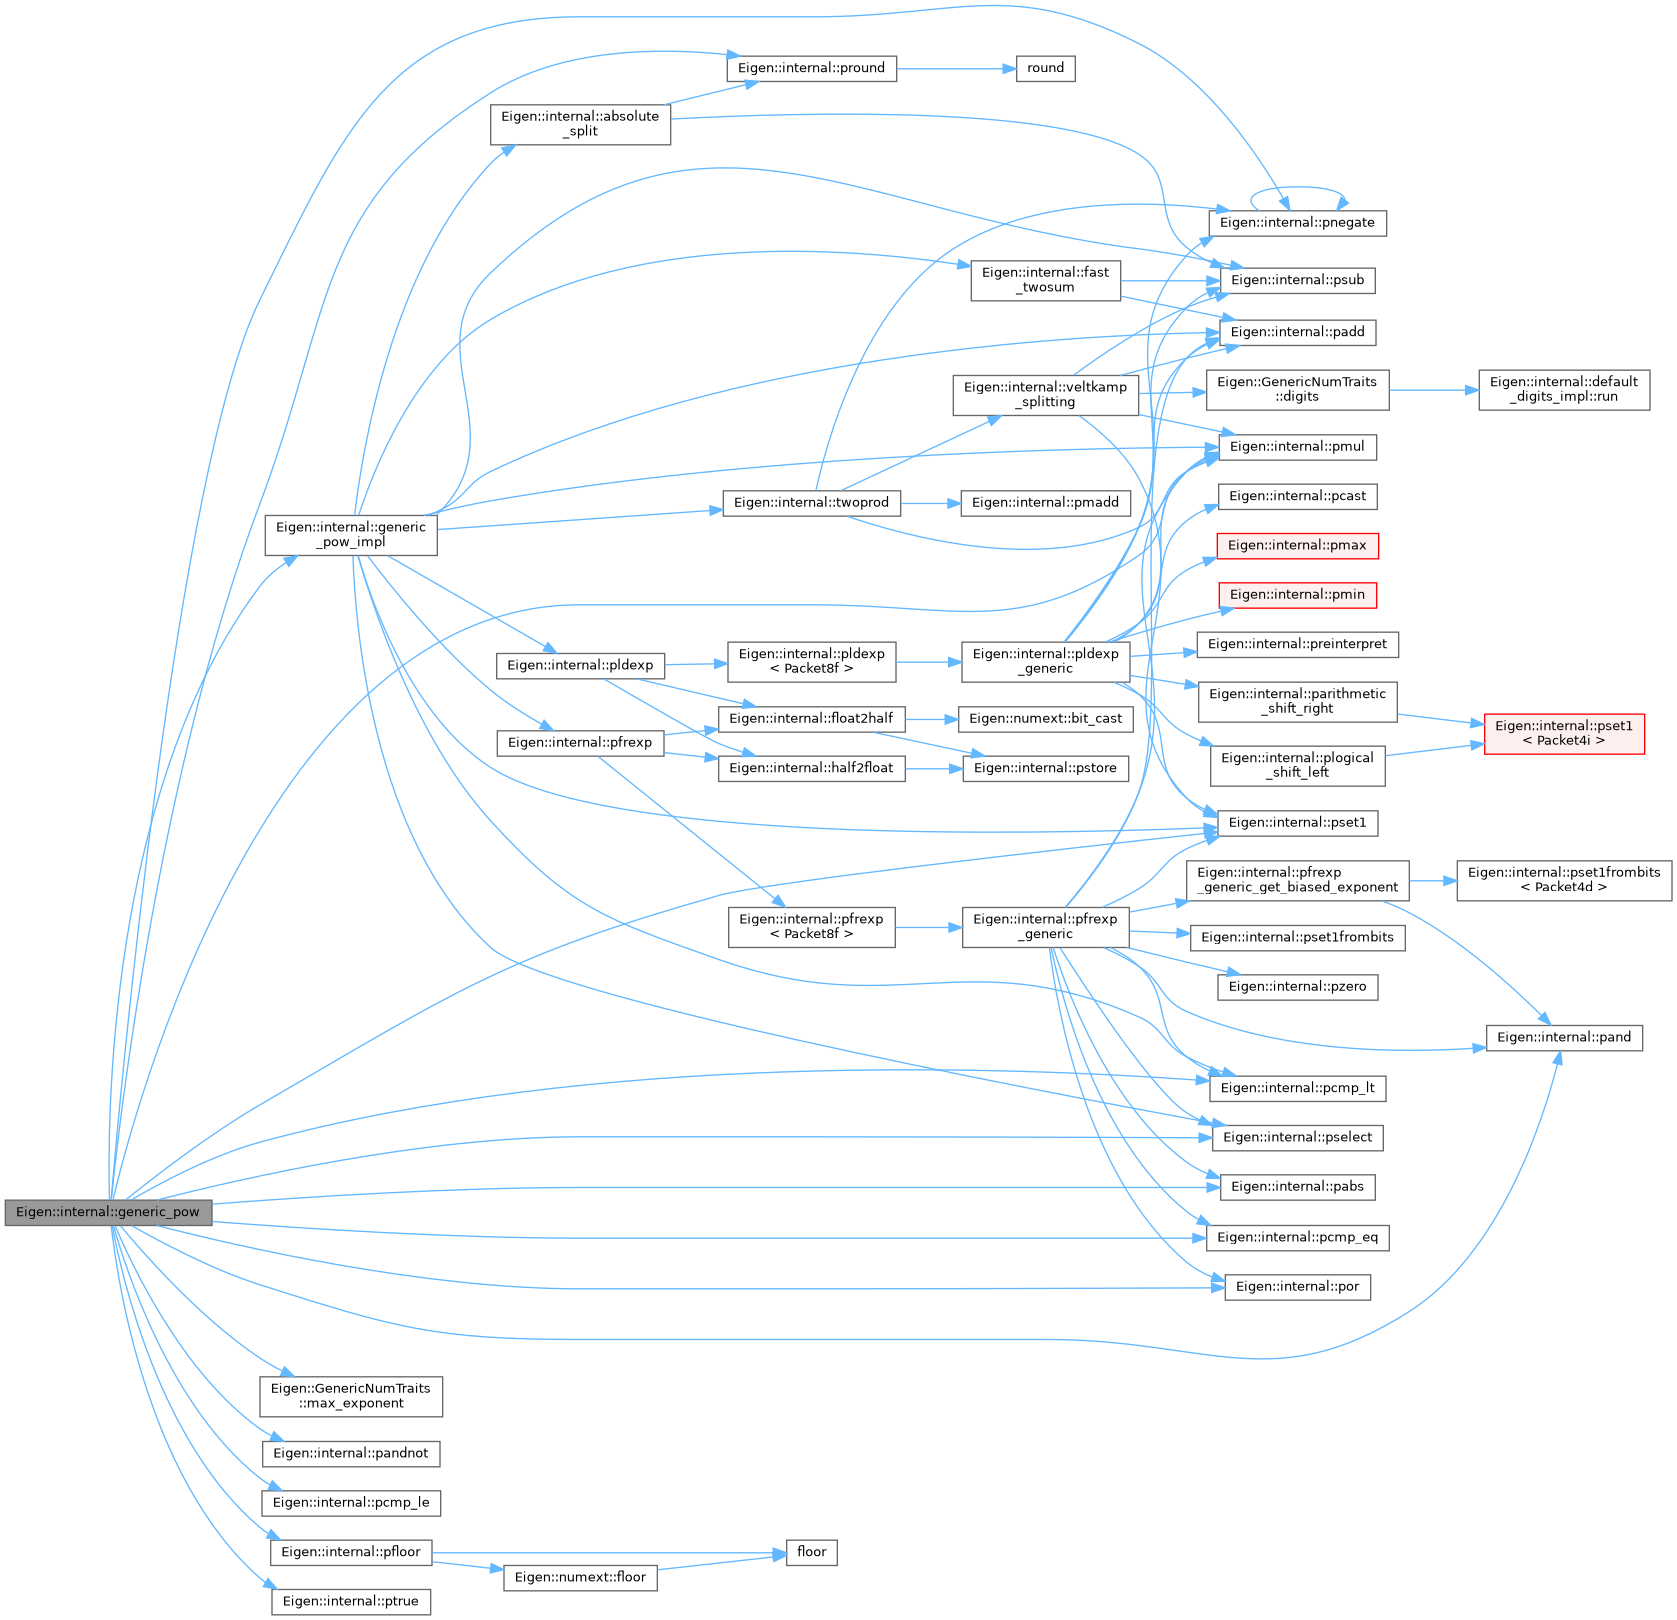 Eigen::internal::pround
round
Eigen::internal::absolute
_split
Eigen::internal::pnegate
Eigen::internal::fast
_twosum
Eigen::internal::psub
Eigen::internal::padd
Eigen::internal::veltkamp
_splitting
Eigen::GenericNumTraits
::digits
Eigen::internal::default
_digits_impl::run
Eigen::internal::pmul
Eigen::internal::twoprod
Eigen::internal::pmadd
Eigen::internal::pcast
Eigen::internal::generic
_pow_impl
Eigen::internal::pmax
Eigen::internal::pmin
Eigen::internal::pldexp
Eigen::internal::pldexp
< Packet8f >
Eigen::internal::pldexp
_generic
Eigen::internal::preinterpret
Eigen::internal::parithmetic
_shift_right
Eigen::internal::float2half
Eigen::numext::bit_cast
Eigen::internal::pset1
< Packet4i >
Eigen::internal::pfrexp
Eigen::internal::half2float
Eigen::internal::pstore
Eigen::internal::plogical
_shift_left
Eigen::internal::pset1
Eigen::internal::pfrexp
_generic_get_biased_exponent
Eigen::internal::pset1frombits
< Packet4d >
Eigen::internal::pfrexp
< Packet8f >
Eigen::internal::pfrexp
_generic
Eigen::internal::pset1frombits
Eigen::internal::pzero
Eigen::internal::pand
Eigen::internal::pcmp_lt
Eigen::internal::pselect
Eigen::internal::pabs
Eigen::internal::generic_pow
Eigen::internal::pcmp_eq
Eigen::internal::por
Eigen::GenericNumTraits
::max_exponent
Eigen::internal::pandnot
Eigen::internal::pcmp_le
Eigen::internal::pfloor
floor
Eigen::numext::floor
Eigen::internal::ptrue